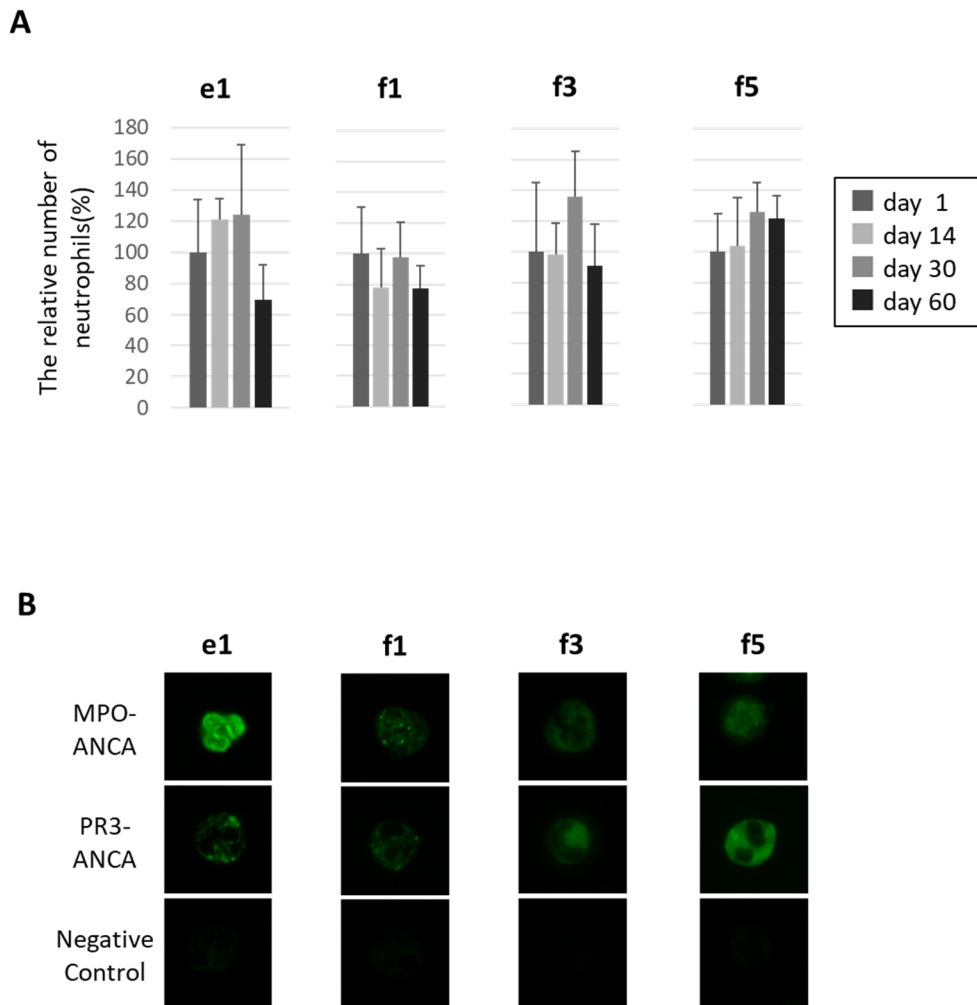 A
e1
f1
f3
f5
The relative number of
neutrophils(%)
180
160
140
120
100
80
60
40
20
0
day 1
day 14
day 30
day 60
B
e1
f1
f3
f5
MPO-
ANCA
PR3-
ANCA
Negative
Control